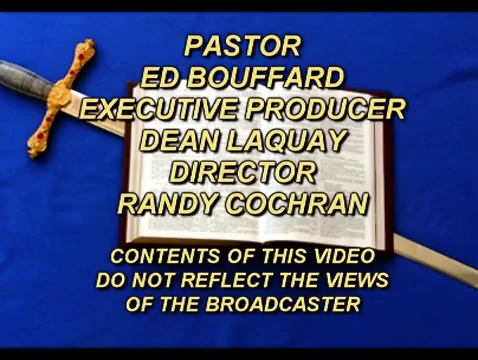 PASTOR
ED BOUFFARD
EXECUTIVE PRODUCER
DEAN LAQUAY
DIRECTOR
RANDY COCHRAN
CONTENTS OF THIS VIDEO
DO NOT REFLECT THE VIEWS
OF THE BROADCASTER